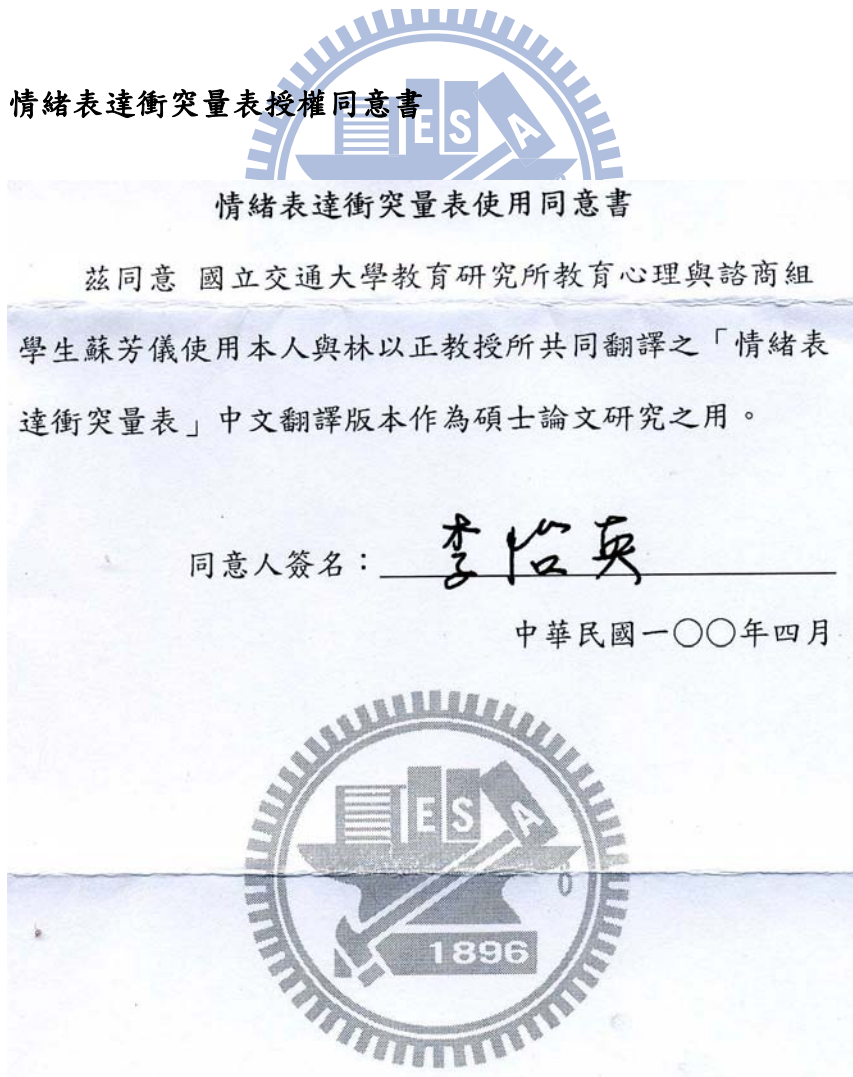 ESA
情緒表達衝突量表授權同意書
情緒表達衝突量表使用同意書
茲同意 國立交通大學教育研究所教育心理與諮商組
學生蘇芳儀使用本人與林以正教授所共同翻譯之「情緒表
達衝突量表」中文翻譯版本作為碩士論文研究之用。
同意人簽名：李怡英
中華民國一〇〇年四月
ESA
1896